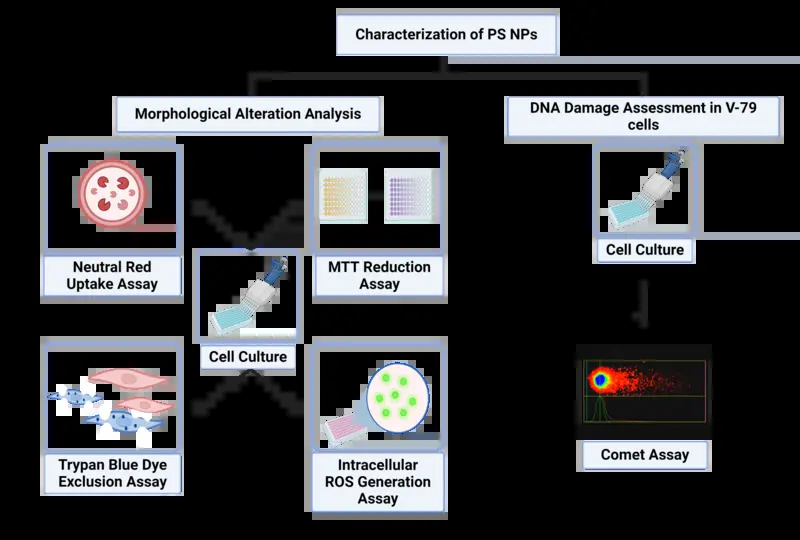 Characterization of PS NPs
Morphological Alteration Analysis
DNA Damage Assessment in V-79
cells
Neutral Red
Uptake Assay
MTT Reduction
Assay
Cell Culture
Cell Culture
Trypan Blue Dye
Exclusion Assay
Intracellular
ROS Generation
Assay
Comet Assay